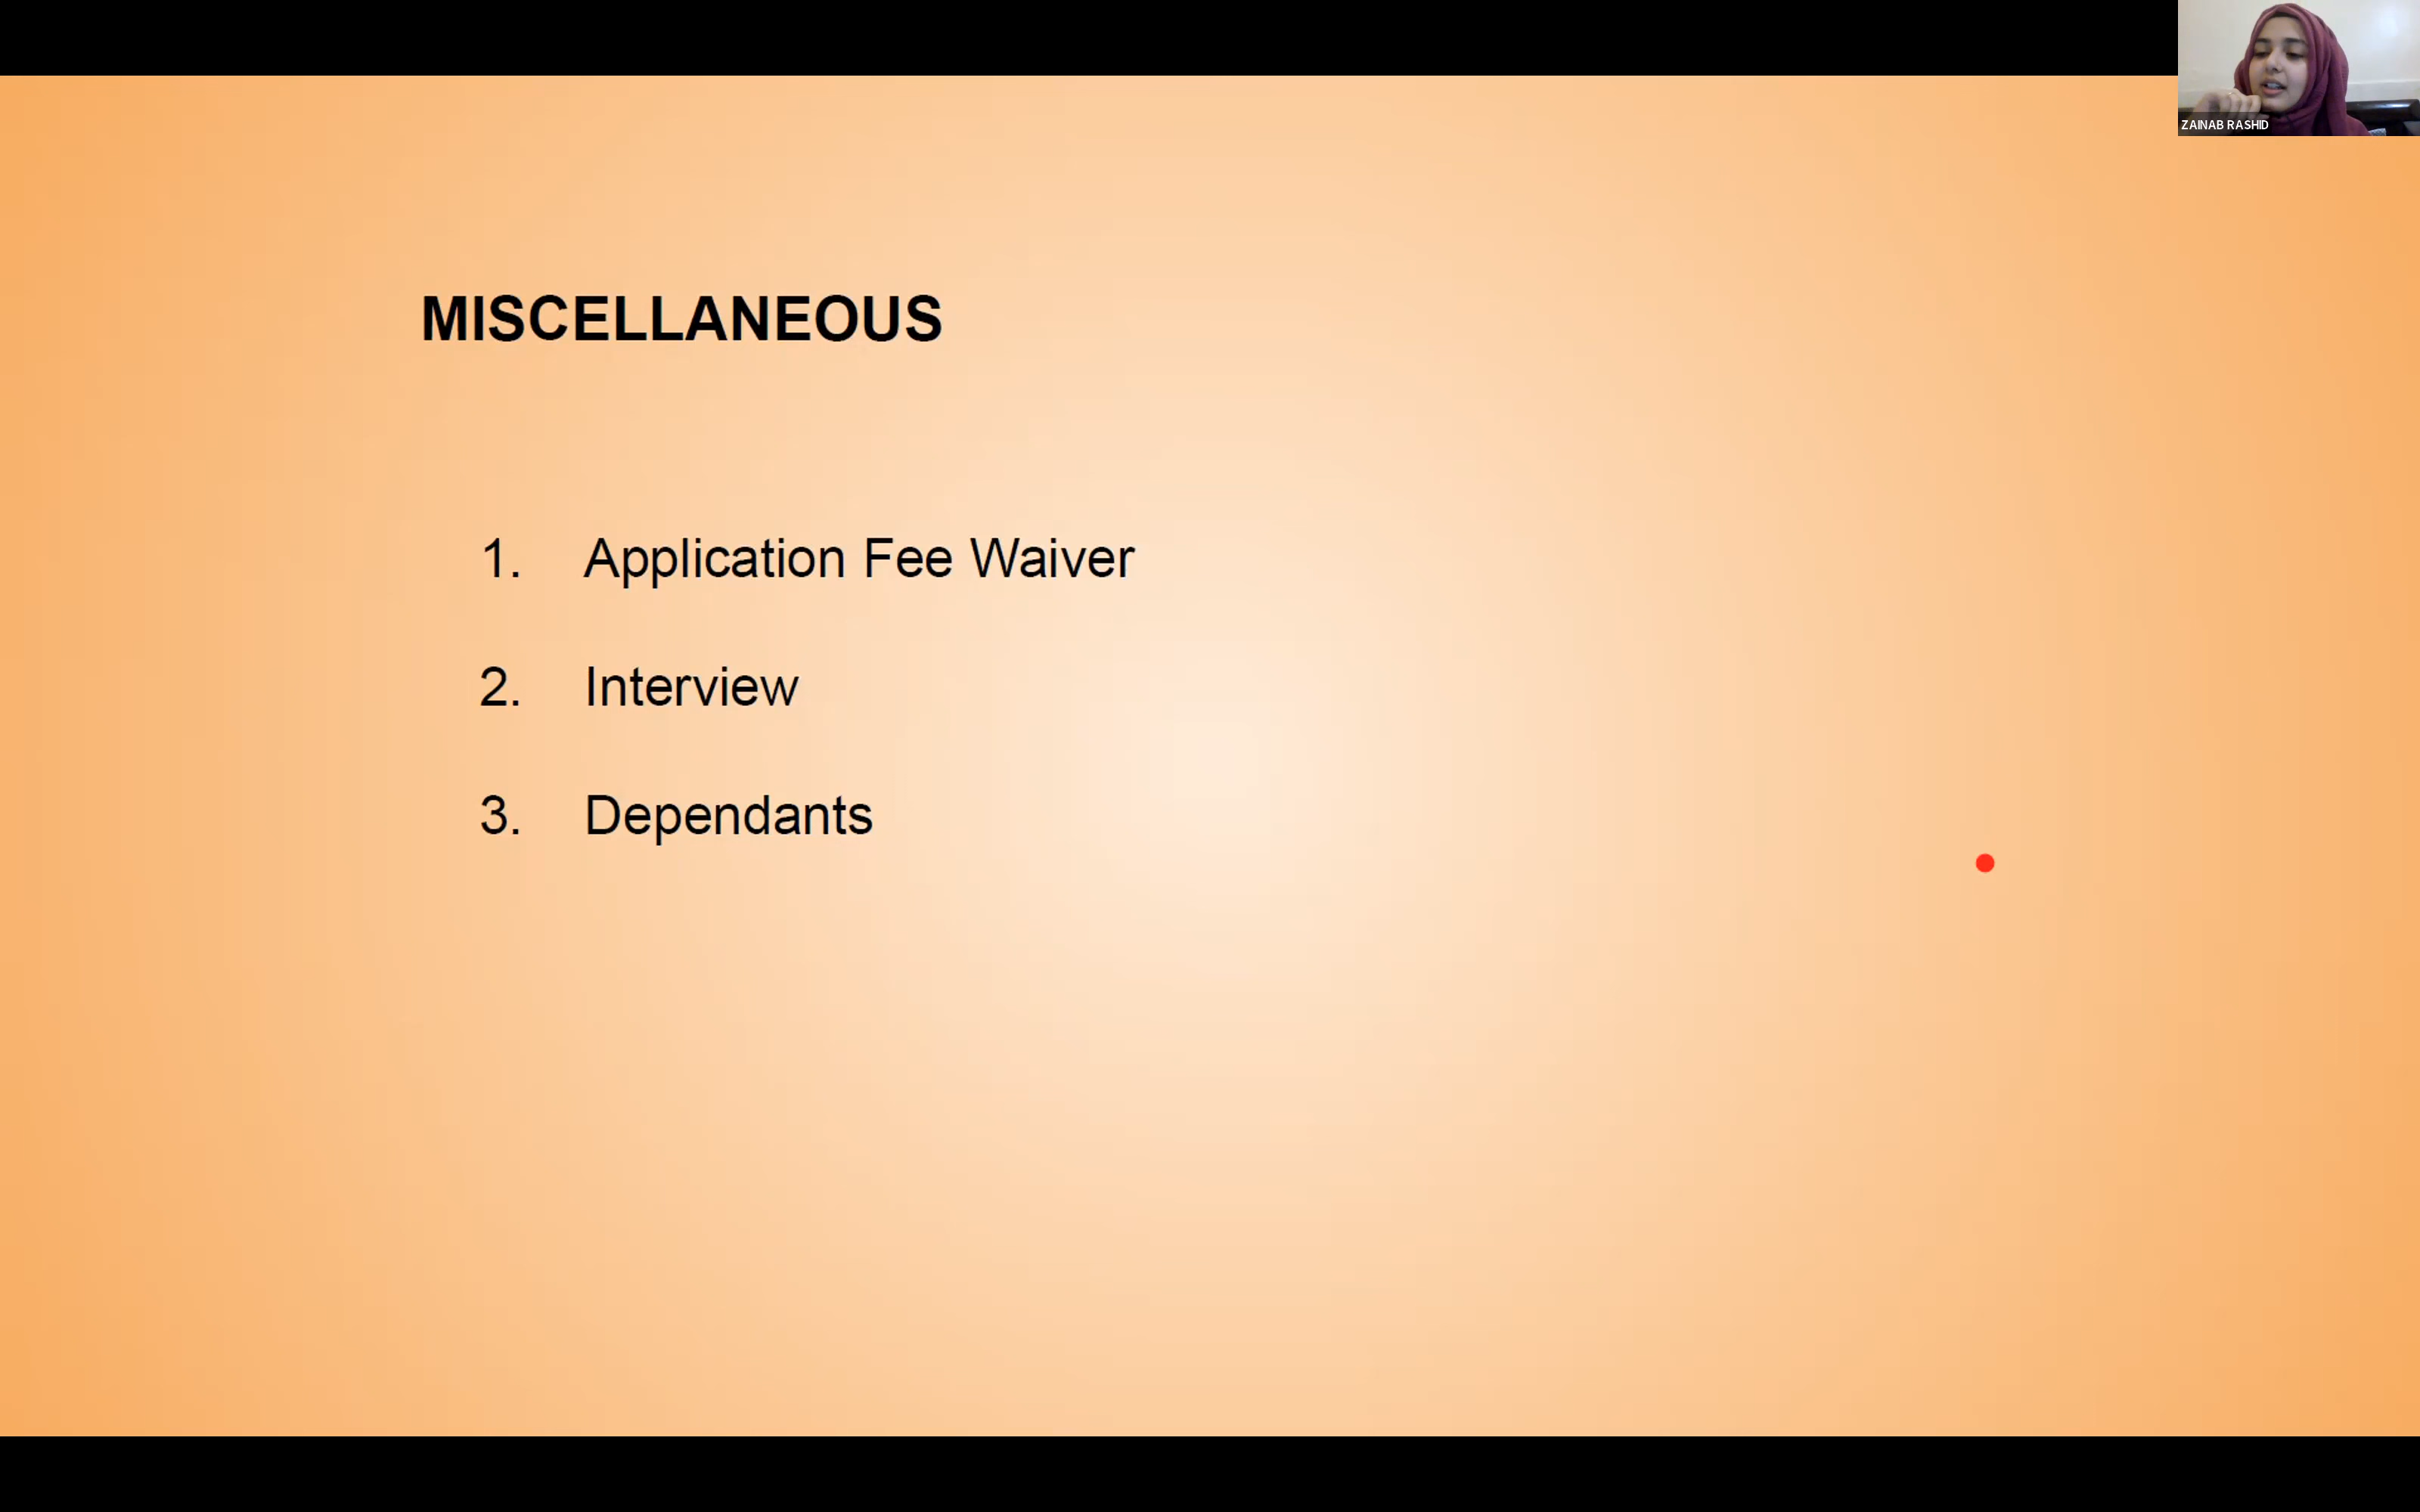 ZAINAB RASHID
MISCELLANEOUS
1. Application Fee Waiver
2. Interview
3. Dependants